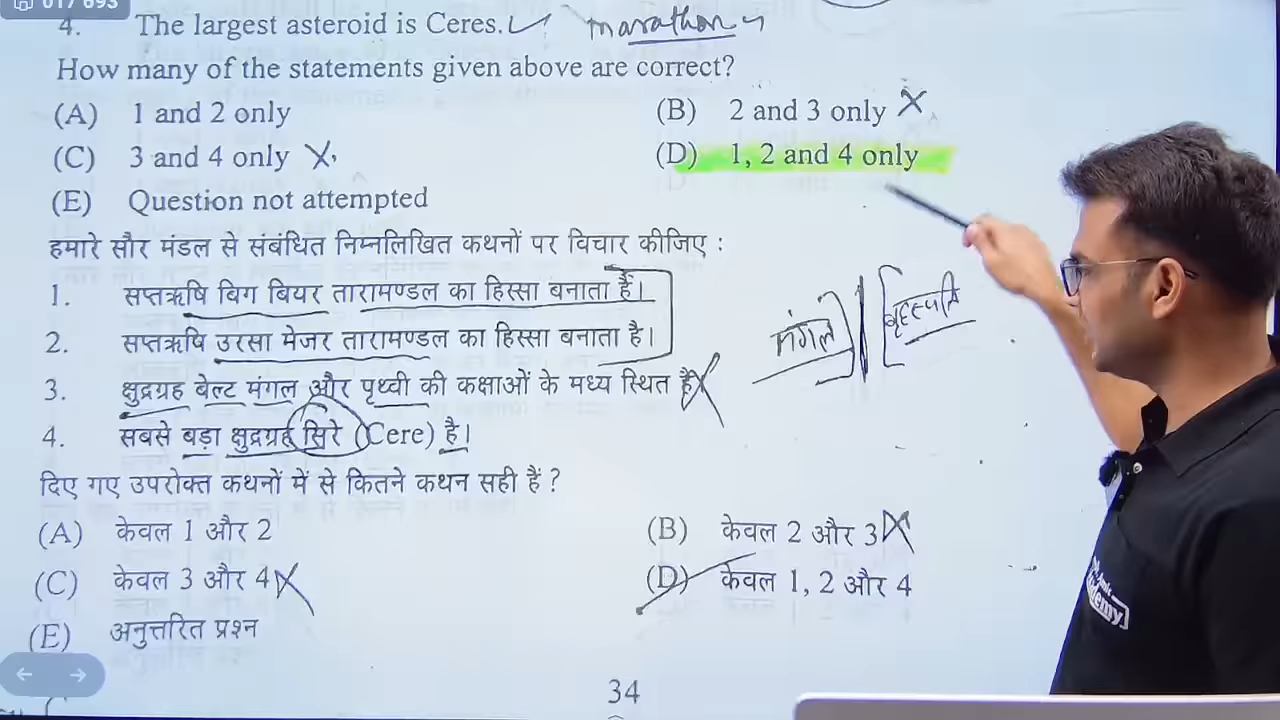 017 693
4. The largest asteroid is Ceres. marathon
How many of the statements given above are correct?
(A) 1 and 2 only (B) 2 and 3 only
(C) 3 and 4 only (D) 1, 2 and 4 only
(E) Question not attempted
हमारे सौर मंडल से संबंधित निम्नलिखित कथनों पर विचार कीजिए :
1. सप्तऋषि बिग बियर तारामण्डल का हिस्सा बनाता है।
2. सप्तऋषि उरसा मेजर तारामण्डल का हिस्सा बनाता है।
मंगल बृहस्पति
3. क्षुद्रग्रह बेल्ट मंगल और पृथ्वी की कक्षाओं के मध्य स्थित है
4. सबसे बड़ा क्षुद्रग्रह सिरे (Cere) है।
दिए गए उपरोक्त कथनों में से कितने कथन सही हैं ?
(A) केवल 1 और 2 (B) केवल 2 और 3
(C) केवल 3 और 4 (D) केवल 1, 2 और 4
(E) अनुत्तरित प्रश्न
34